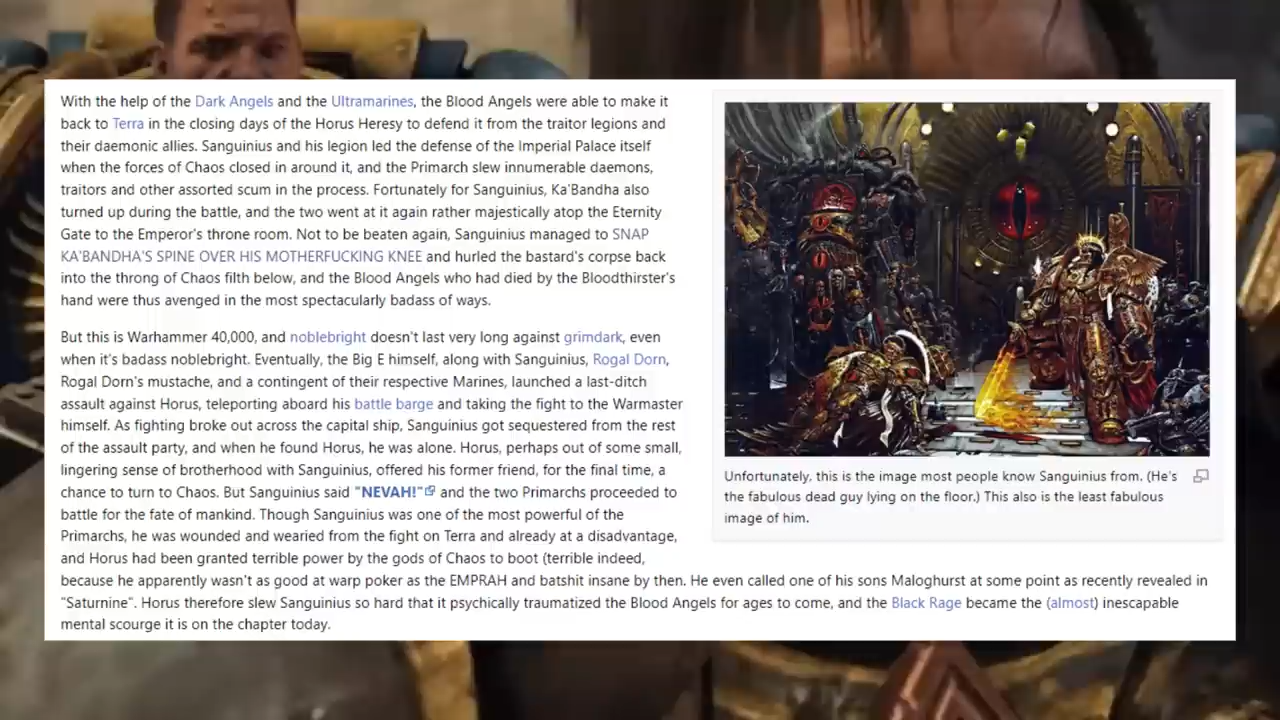 With the help of the Dark Angels and the Ultramarines, the Blood Angels were able to make it
back to Terra in the closing days of the Horus Heresy to defend it from the traitor legions and
their daemonic allies. Sanguinius and his legion led the defense of the Imperial Palace itself
when the forces of Chaos closed in around it, and the Primarch slew innumerable daemons,
traitors and other assorted scum in the process. Fortunately for Sanguinius, Ka'Bandha also
turned up during the battle, and the two went at it again rather majestically atop the Eternity
Gate to the Emperor's throne room. Not to be beaten again, Sanguinius managed to SNAP
KA'BANDHA'S SPINE OVER HIS MOTHERFUCKING KNEE and hurled the bastard's corpse back
into the throng of Chaos filth below, and the Blood Angels who had died by the Bloodthirster's
hand were thus avenged in the most spectacularly badass of ways.
But this is Warhammer 40,000, and noblebright doesn't last very long against grimdark, even
when it's badass noblebright. Eventually, the Big E himself, along with Sanguinius, Rogal Dorn,
Rogal Dorn's mustache, and a contingent of their respective Marines, launched a last-ditch
assault against Horus, teleporting aboard his battle barge and taking the fight to the Warmaster
himself. As fighting broke out across the capital ship, Sanguinius got sequestered from the rest
of the assault party, and when he found Horus, he was alone. Horus, perhaps out of some small,
lingering sense of brotherhood with Sanguinius, offered his former friend, for the final time, a
chance to turn to Chaos. But Sanguinius said "NEVAH!" and the two Primarchs proceeded to
battle for the fate of mankind. Though Sanguinius was one of the most powerful of the
Primarchs, he was wounded and wearied from the fight on Terra and already at a disadvantage,
and Horus had been granted terrible power by the gods of Chaos to boot (terrible indeed,
because he apparently wasn't as good at warp poker as the EMPRAH and batshit insane by then. He even called one of his sons Maloghurst at some point as recently revealed in
"Saturnine". Horus therefore slew Sanguinius so hard that it psychically traumatized the Blood Angels for ages to come, and the Black Rage became the (almost) inescapable
mental scourge it is on the chapter today.
Unfortunately, this is the image most people know Sanguinius from. (He's
the fabulous dead guy lying on the floor.) This also is the least fabulous
image of him.